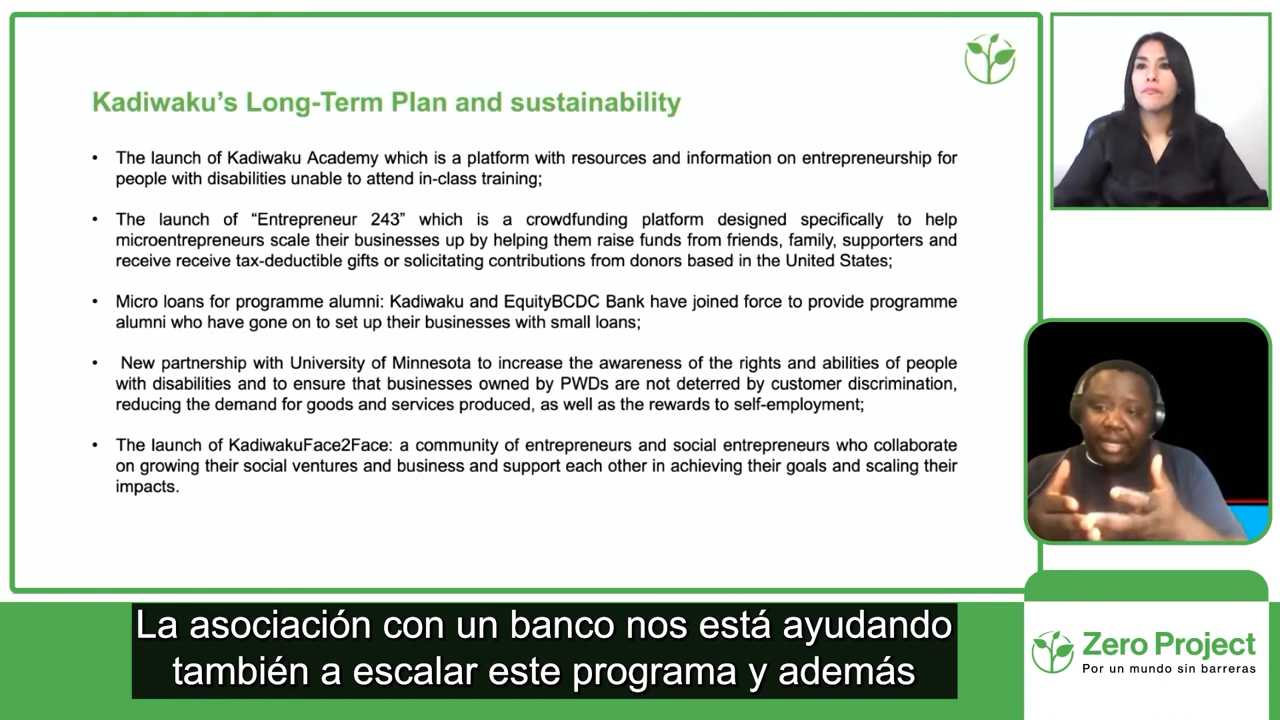 Kadiwaku's Long-Term Plan and sustainability
• The launch of Kadiwaku Academy which is a platform with resources and information on entrepreneurship for
people with disabilities unable to attend in-class training;
• The launch of “Entrepreneur 243” which is a crowdfunding platform designed specifically to help
microentrepreneurs scale their businesses up by helping them raise funds from friends, family, supporters and
receive receive tax-deductible gifts or solicitating contributions from donors based in the United States;
• Micro loans for programme alumni: Kadiwaku and EquityBCDC Bank have joined force to provide programme
alumni who have gone on to set up their businesses with small loans;
• New partnership with University of Minnesota to increase the awareness of the rights and abilities of people
with disabilities and to ensure that businesses owned by PWDs are not deterred by customer discrimination,
reducing the demand for goods and services produced, as well as the rewards to self-employment;
• The launch of KadiwakuFace2Face: a community of entrepreneurs and social entrepreneurs who collaborate
on growing their social ventures and business and support each other in achieving their goals and scaling their
impacts.
La asociación con un banco nos está ayudando
también a escalar este programa y además
Zero Project
Por un mundo sin barreras